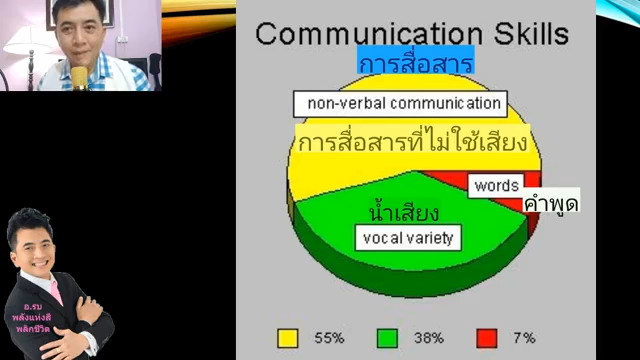 Communication Skills
การสื่อสาร
non-verbal communication
การสื่อสารที่ไม่ใช้เสียง
words
คำพูด
น้ำเสียง
vocal variety
อ.รบ
พลังแห่งสี
พลิกชีวิต
55% 38% 7%